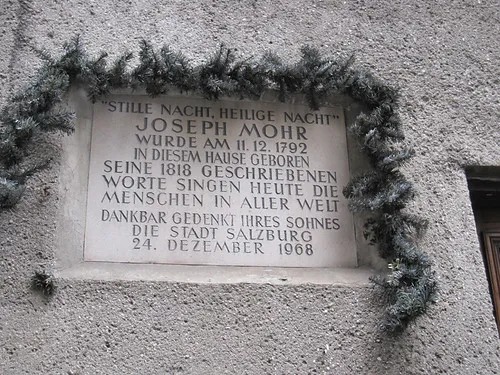 "STILLE NACHT, HEILIGE NACHT"
JOSEPH MOHR
WURDE AM 11. 12. 1792
IN DIESEM HAUSE GEBOREN
SEINE 1818 GESCHRIEBENEN
WORTE SINGEN HEUTE DIE
MENSCHEN IN ALLER WELT
DANKBAR GEDENKT IHRES SOHNES
DIE STADT SALZBURG
24. DEZEMBER 1968